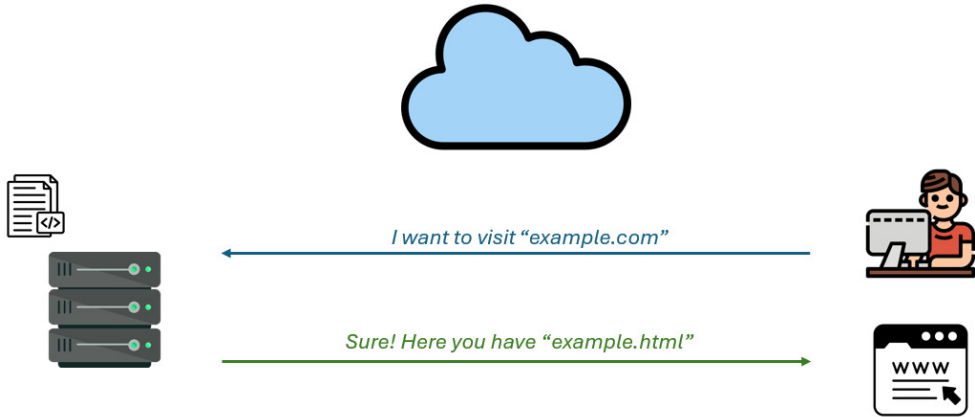 </>
I want to visit “example.com”
Sure! Here you have “example.html”
WWW